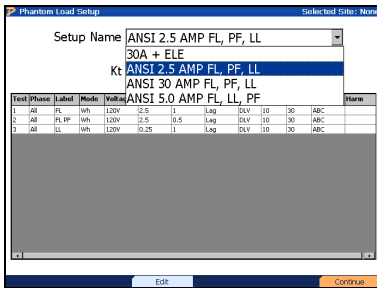 Phantom Load Setup Selected Site: None
Setup Name ANSI 2.5 AMP FL, PF, LL
30A + ELE
Kt ANSI 2.5 AMP FL, PF, LL
ANSI 30 AMP FL, PF, LL
ANSI 5.0 AMP FL, LL, PF
Test Phase Label Mode Harm
1 All FL Wh 120V 2.5 1 Lag DLV 10 30 ABC
2 All FL PF Wh 120V 2.5 0.5 Lag DLV 10 30 ABC
3 All LL Wh 120V 0.25 1 Lag DLV 10 30 ABC
Edit Continue